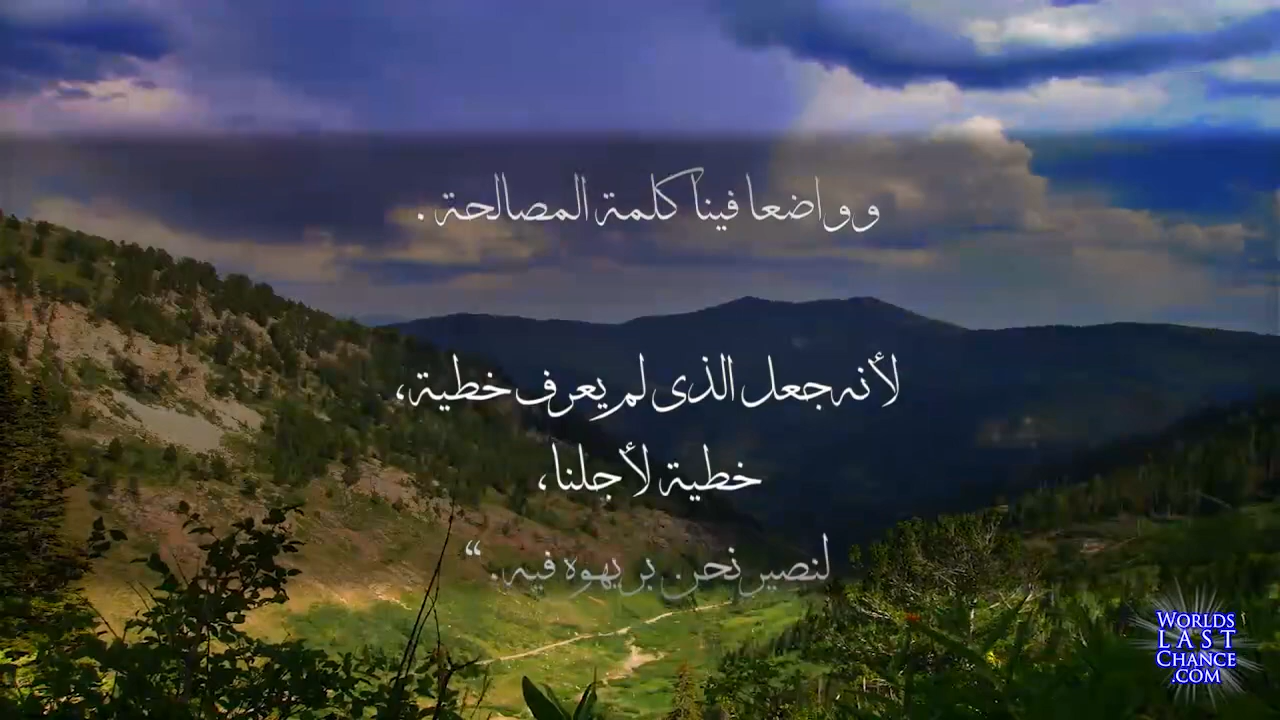 وواضعا فينا كلمة المصالحة .
لأنه جعل الذى لم يعرف خطية،
خطية لأجلنا،
لنصير نحن بر يهوه فيه. “
WORLDS
LAST
CHANCE
.COM